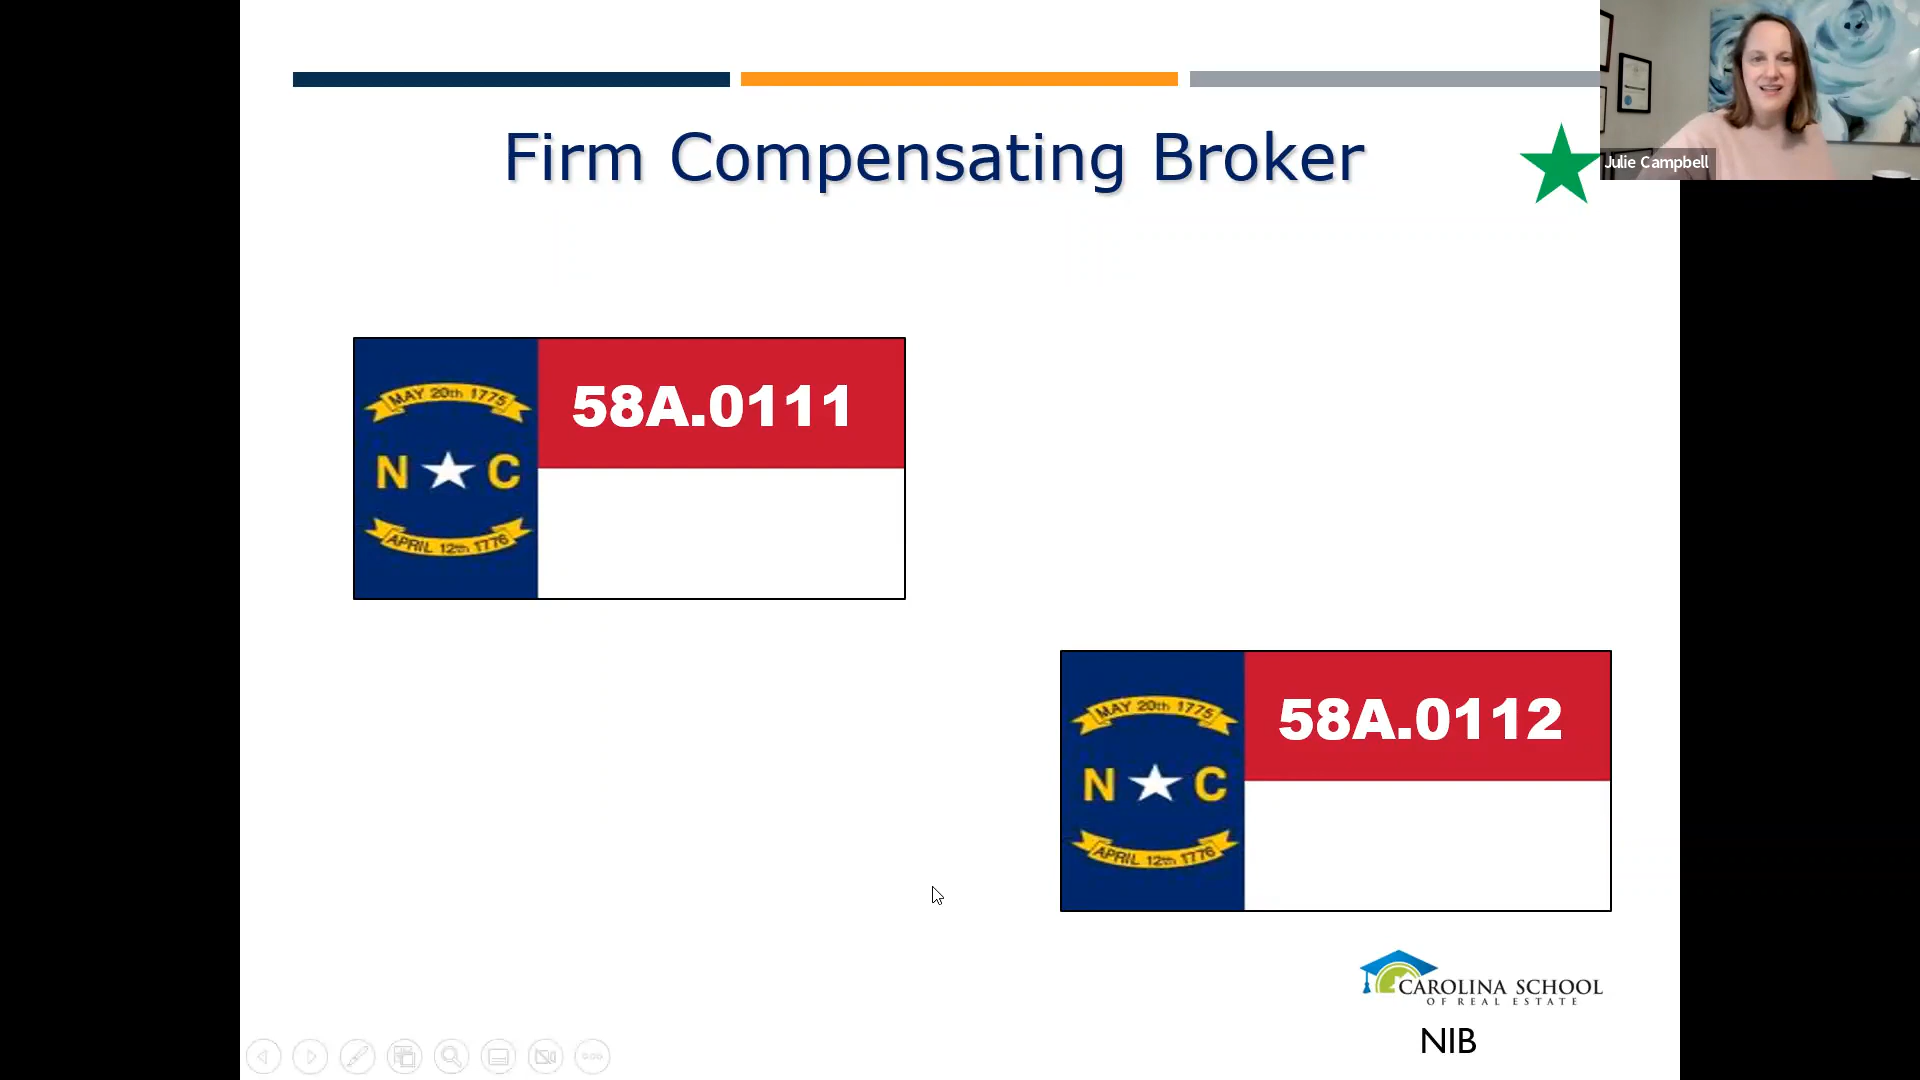 Firm Compensating Broker
Julie Campbell
MAY 20th 1775
58A.0111
N C
APRIL 12th 1776
MAY 20th 1775
58A.0112
N C
APRIL 12th 1776
CAROLINA SCHOOL
OF REAL ESTATE
NIB